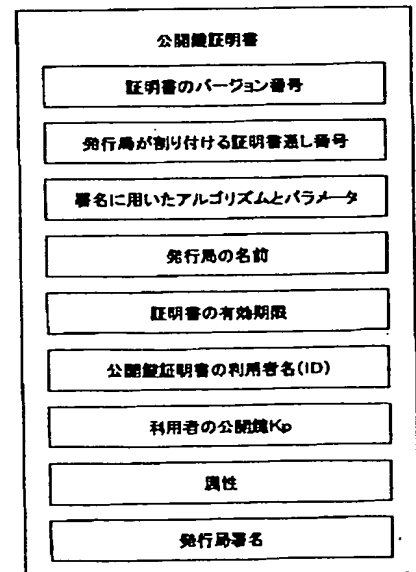 公開鍵証明書
証明書のバージョン番号
発行局が割り付ける証明書通し番号
署名に用いたアルゴリズムとパラメータ
発行局の名前
証明書の有効期限
公開鍵証明書の利用者名(ID)
利用者の公開鍵Kp
属性
発行局署名